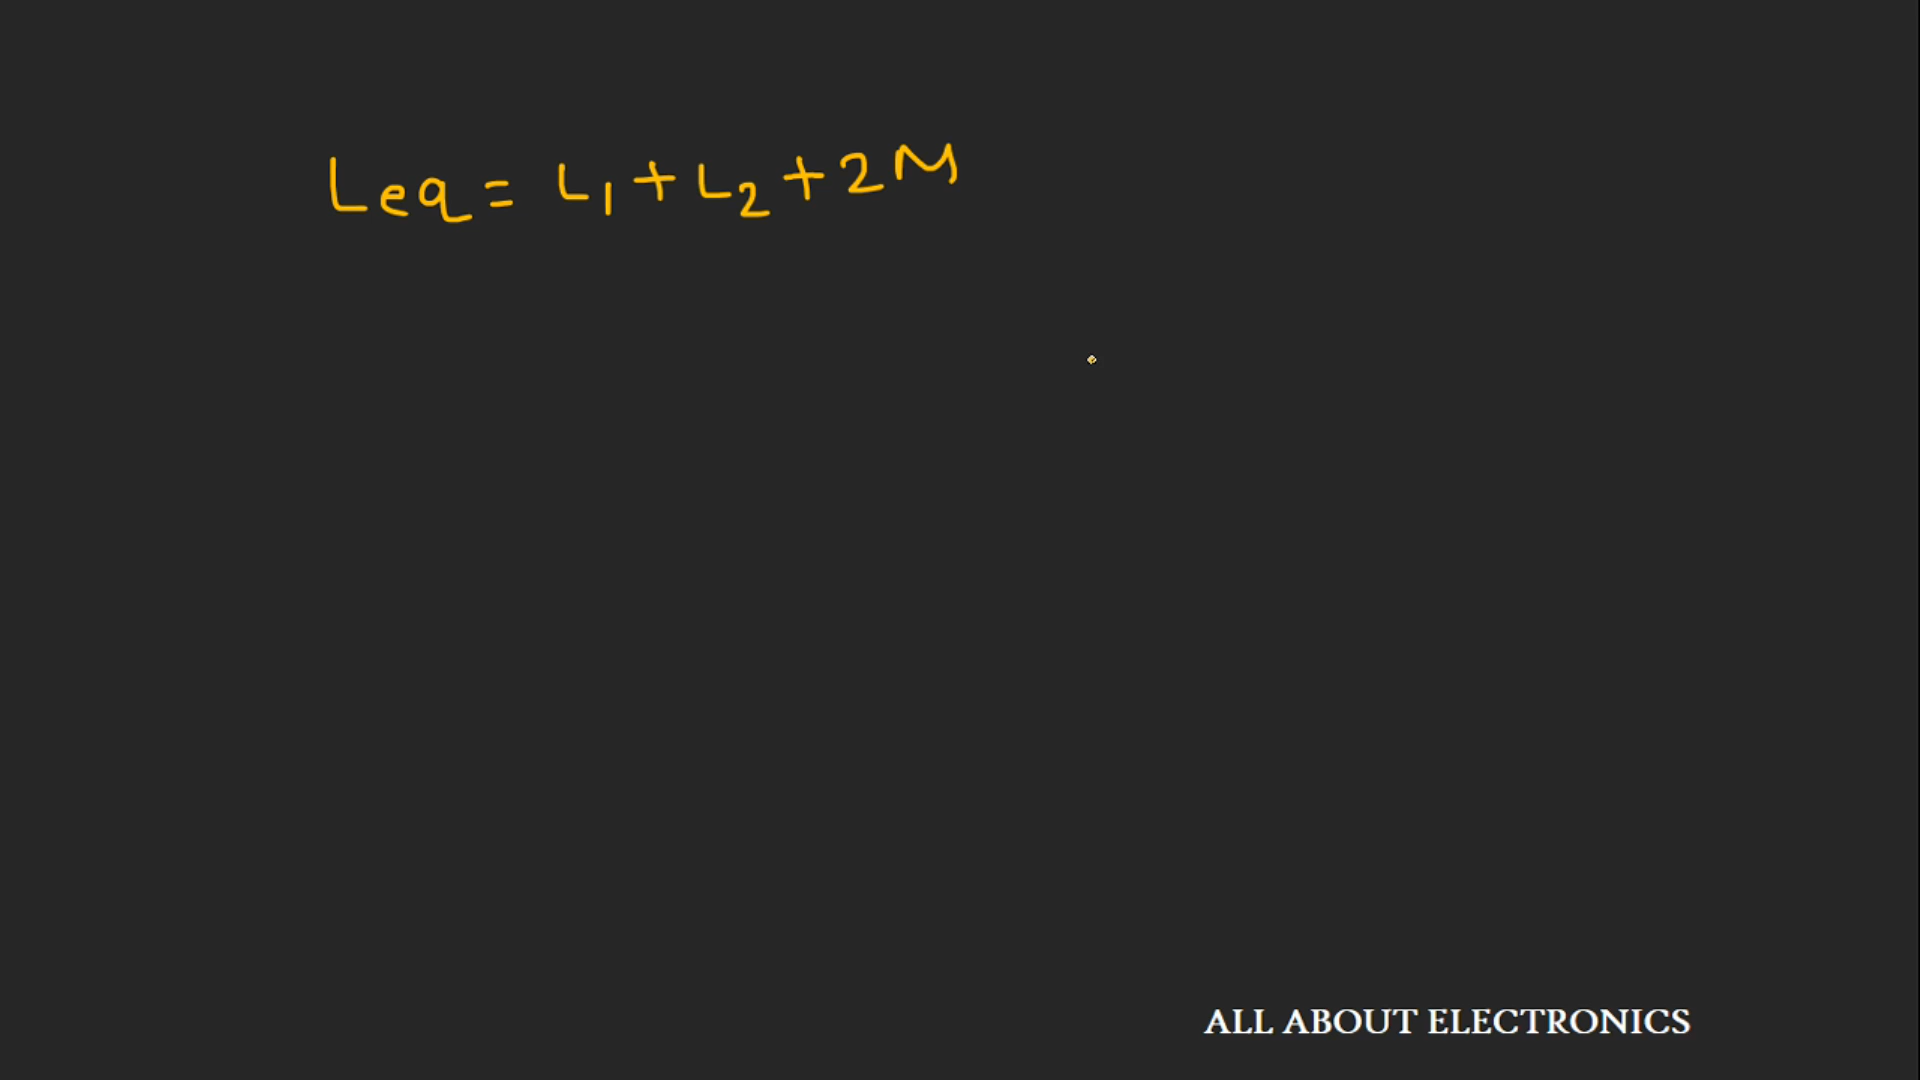 Leq = L₁ + L₂ + 2M
ALL ABOUT ELECTRONICS